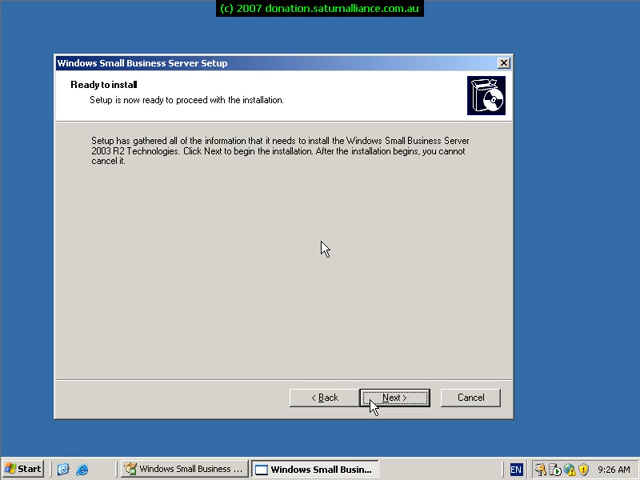 (c) 2007 donation.saturnalliance.com.au
Windows Small Business Server Setup
Ready to install
Setup is now ready to proceed with the installation.
Setup has gathered all of the information that it needs to install the Windows Small Business Server
2003 R2 Technologies. Click Next to begin the installation. After the installation begins, you cannot
cancel it.
< Back Next > Cancel
Start Windows Small Business ... Windows Small Busin... EN 9:26 AM